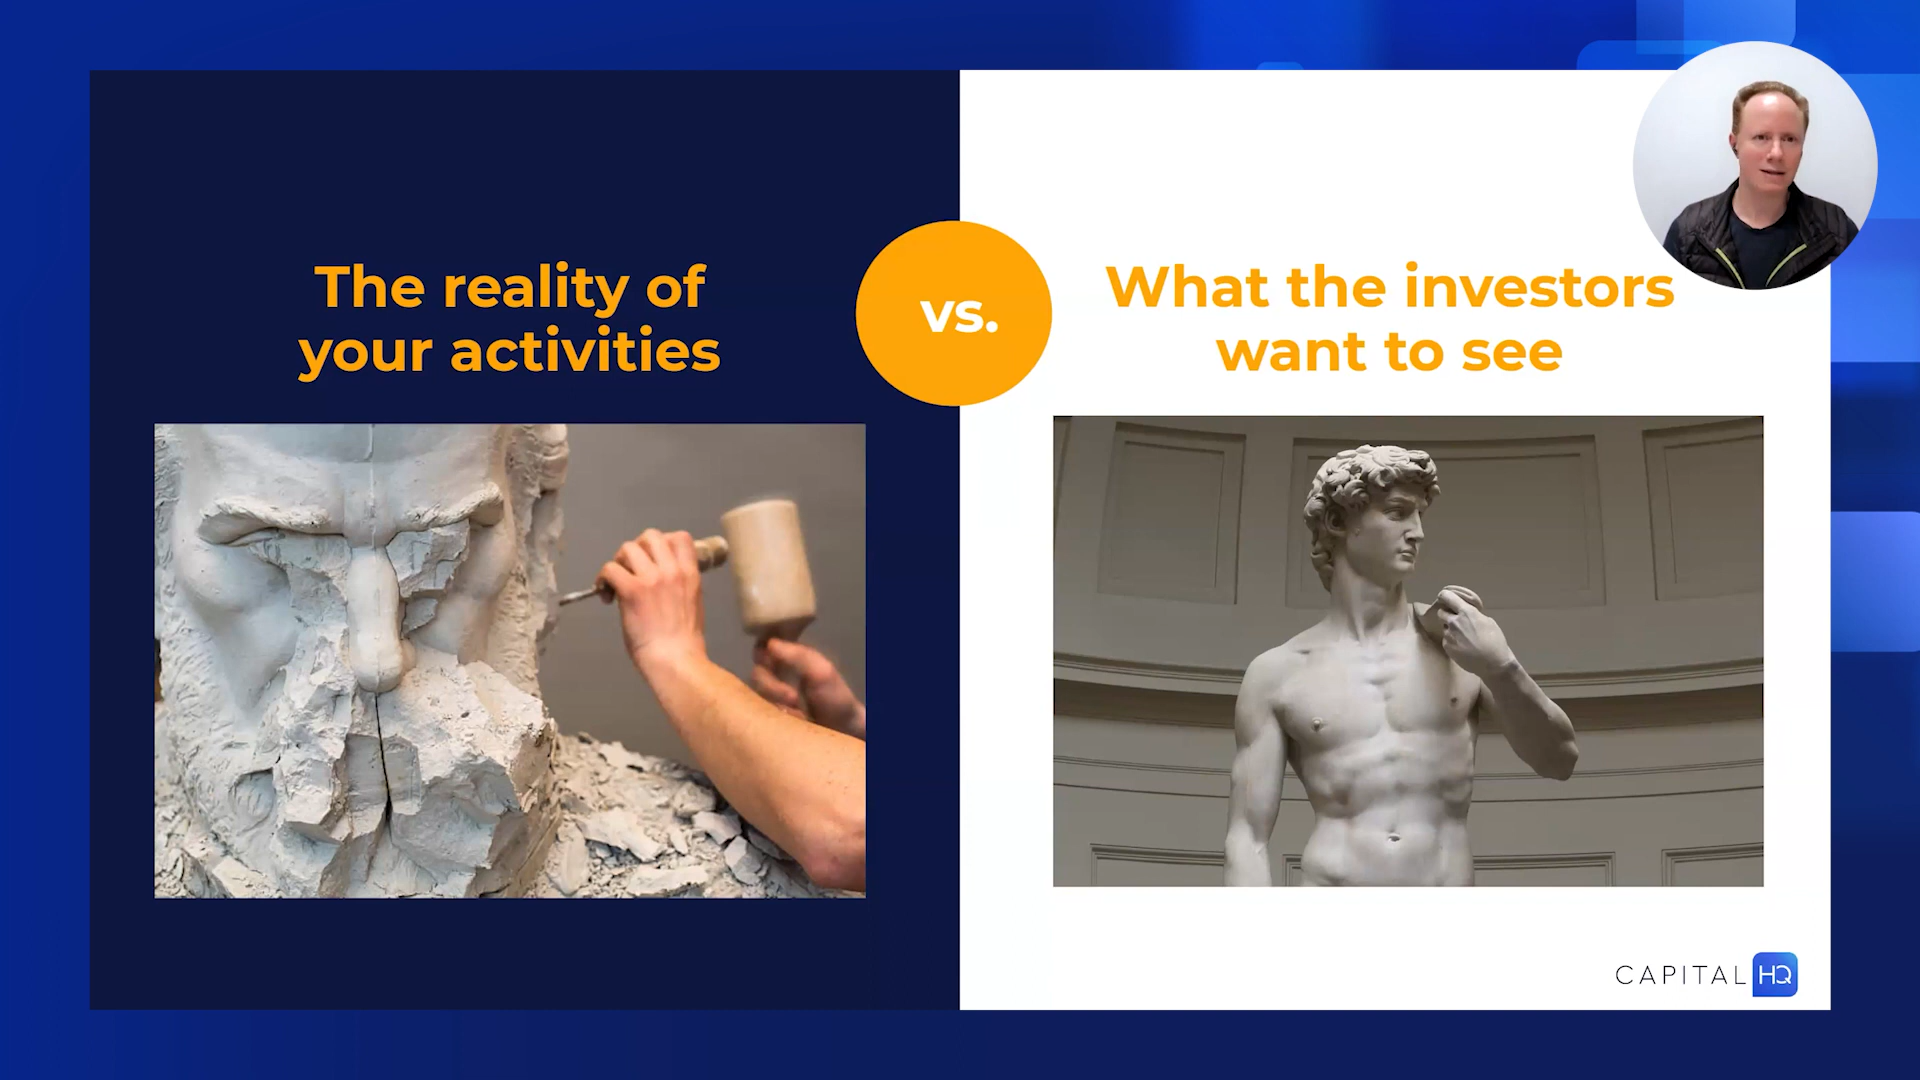 The reality of
your activities
vs.
What the investors
want to see
CAPITAL HQ